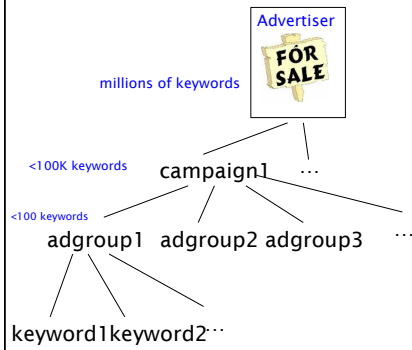 Advertiser
FOR
SALE
millions of keywords
<100K keywords
campaign1 ...
<100 keywords
adgroup1 adgroup2 adgroup3 ...
keyword1keyword2...